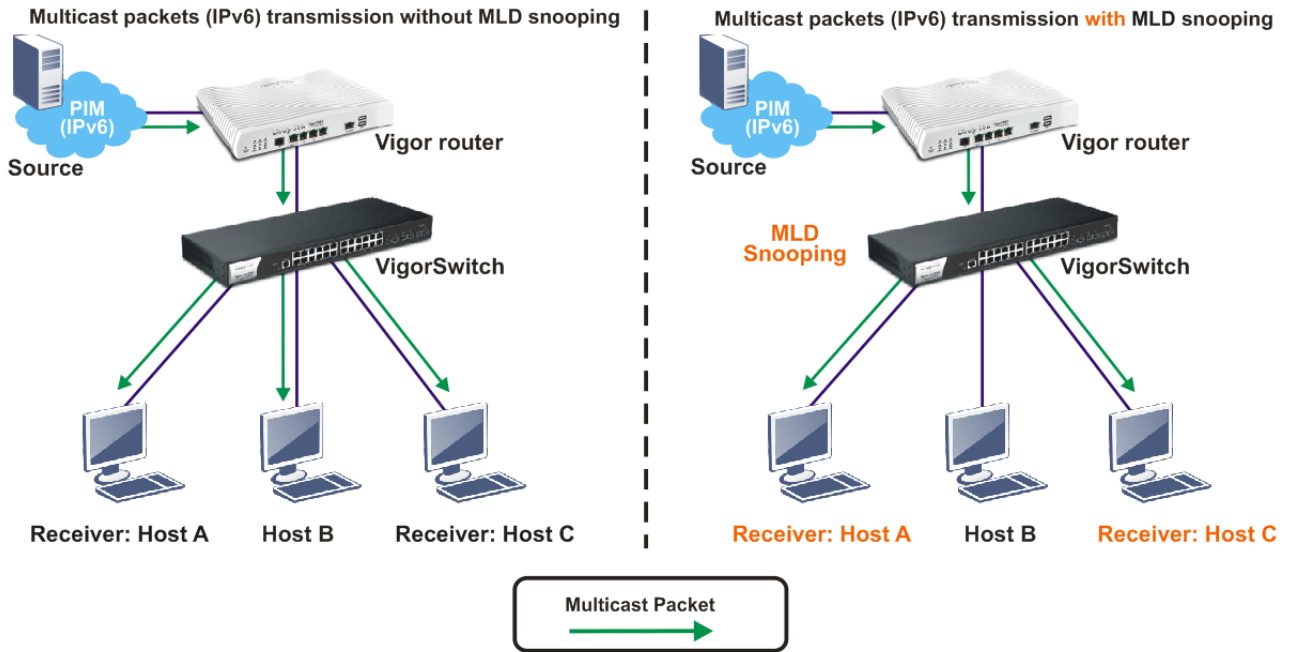 Multicast packets (IPv6) transmission without MLD snooping
PIM
(IPv6)
Source
Vigor router
VigorSwitch
Receiver: Host A
Host B
Receiver: Host C
Multicast packets (IPv6) transmission with MLD snooping
PIM
(IPv6)
Source
Vigor router
MLD
Snooping
VigorSwitch
Receiver: Host A
Host B
Receiver: Host C
Multicast Packet